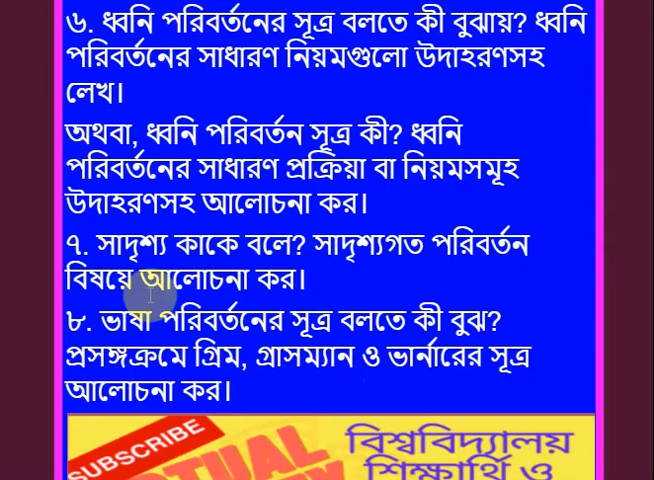 ৬. ধ্বনি পরিবর্তনের সূত্র বলতে কী বুঝায়? ধ্বনি
পরিবর্তনের সাধারণ নিয়মগুলো উদাহরণসহ
লেখ।
অথবা, ধ্বনি পরিবর্তন সূত্র কী? ধ্বনি
পরিবর্তনের সাধারণ প্রক্রিয়া বা নিয়মসমূহ
উদাহরণসহ আলোচনা কর।
৭. সাদৃশ্য কাকে বলে? সাদৃশ্যগত পরিবর্তন
বিষয়ে আলোচনা কর।
৮. ভাষা পরিবর্তনের সূত্র বলতে কী বুঝ?
প্রসঙ্গক্রমে গ্রিম, গ্রাসম্যান ও ভার্নারের সূত্র
আলোচনা কর।
SUBSCRIBE
বিশ্ববিদ্যালয়
শিক্ষার্থি ও